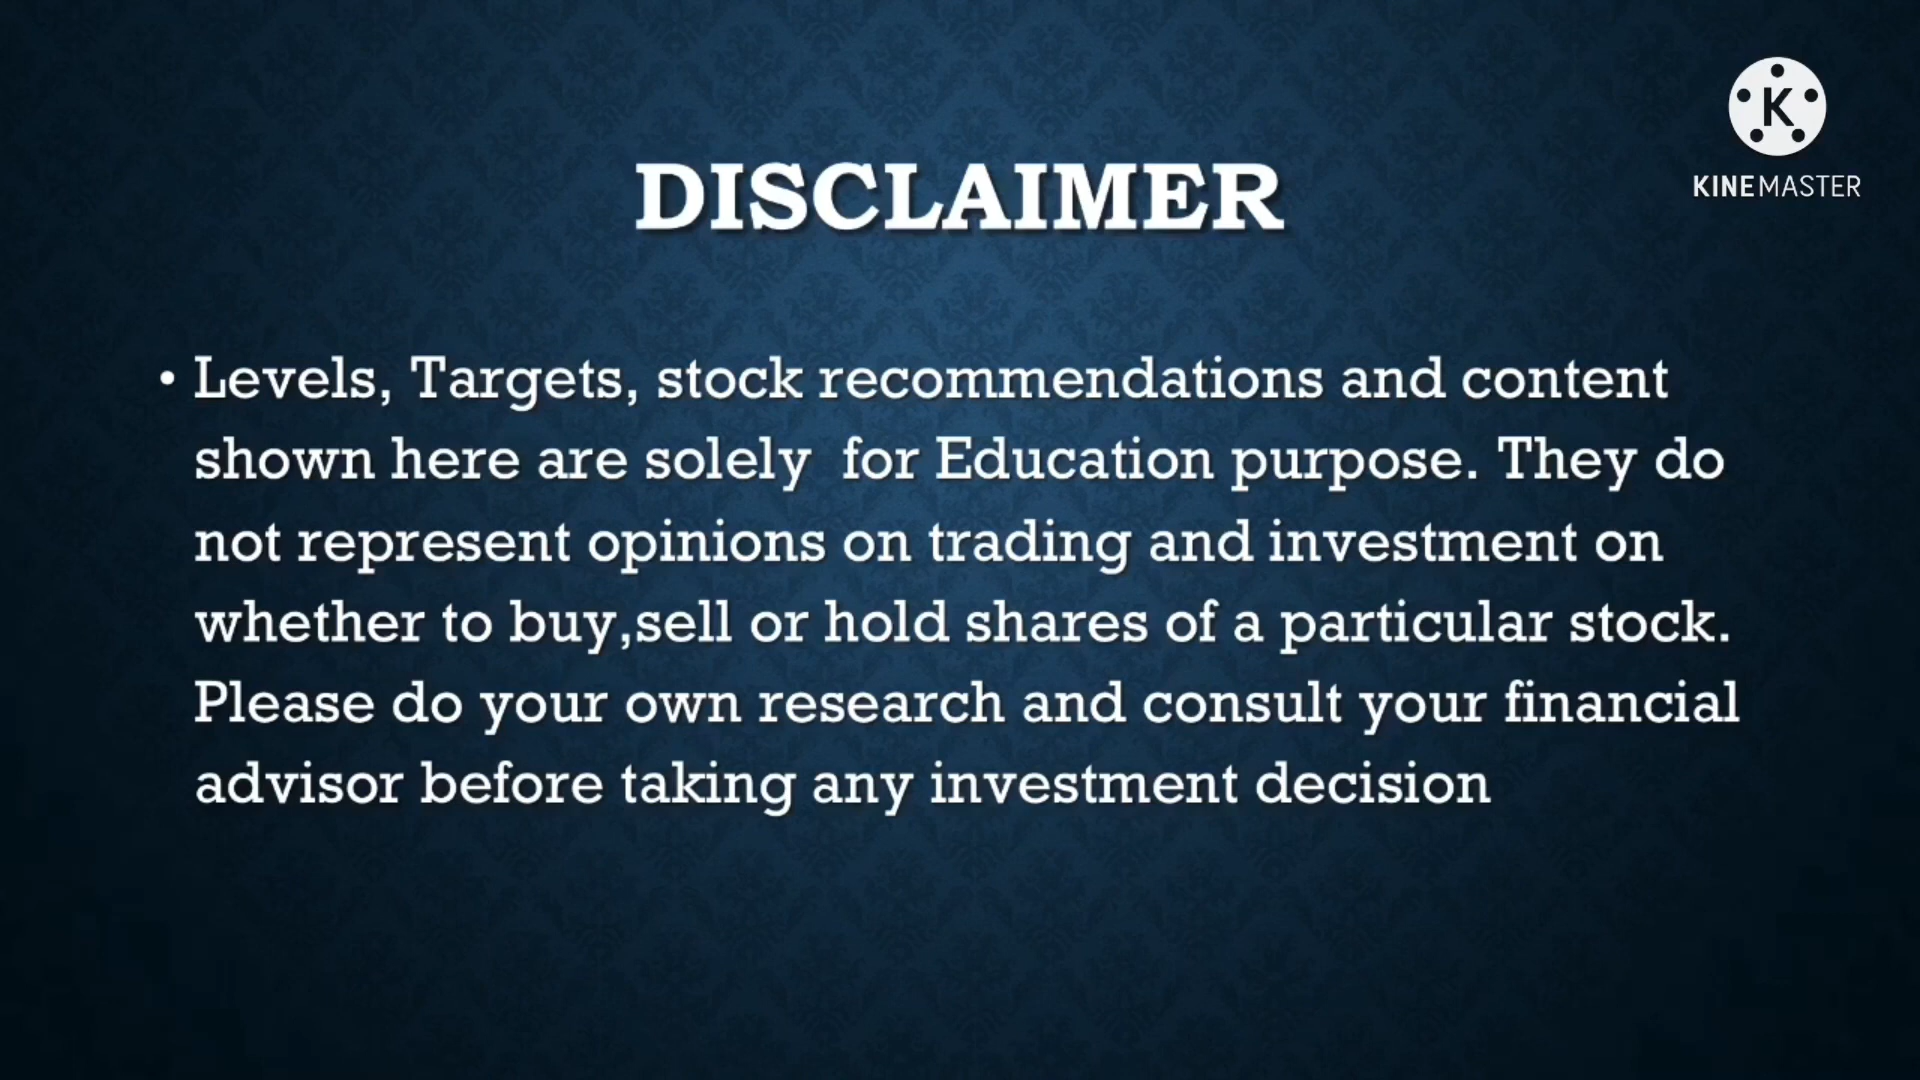 K
KINEMASTER
DISCLAIMER
• Levels, Targets, stock recommendations and content
shown here are solely  for Education purpose. They do
not represent opinions on trading and investment on
whether to buy,sell or hold shares of a particular stock.
Please do your own research and consult your financial
advisor before taking any investment decision